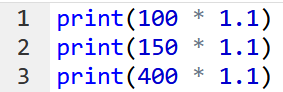 1 print(100 * 1.1)
2 print(150 * 1.1)
3 print(400 * 1.1)